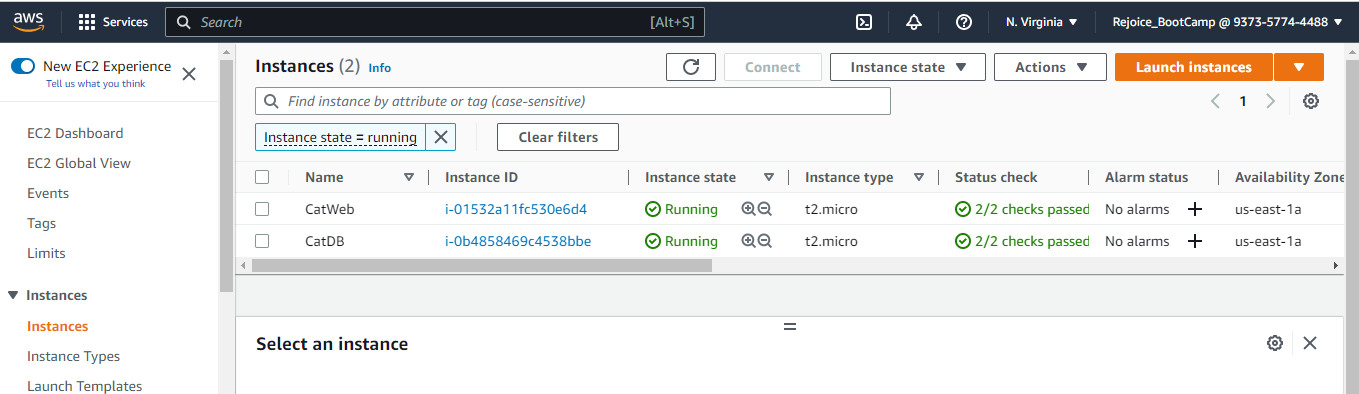 aws Services Search [Alt+S] N. Virginia Rejoice_BootCamp @ 9373-5774-4488
New EC2 Experience
Tell us what you think
EC2 Dashboard
EC2 Global View
Events
Tags
Limits
Instances
Instances
Instance Types
Launch Templates
Instances (2) Info Connect Instance state Actions Launch instances
Find instance by attribute or tag (case-sensitive) 1
Instance state = running Clear filters
Name Instance ID Instance state Instance type Status check Alarm status Availability Zone
CatWeb i-01532a11fc530e6d4 Running t2.micro 2/2 checks passed No alarms us-east-1a
CatDB i-0b4858469c4538bbe Running t2.micro 2/2 checks passed No alarms us-east-1a
Select an instance